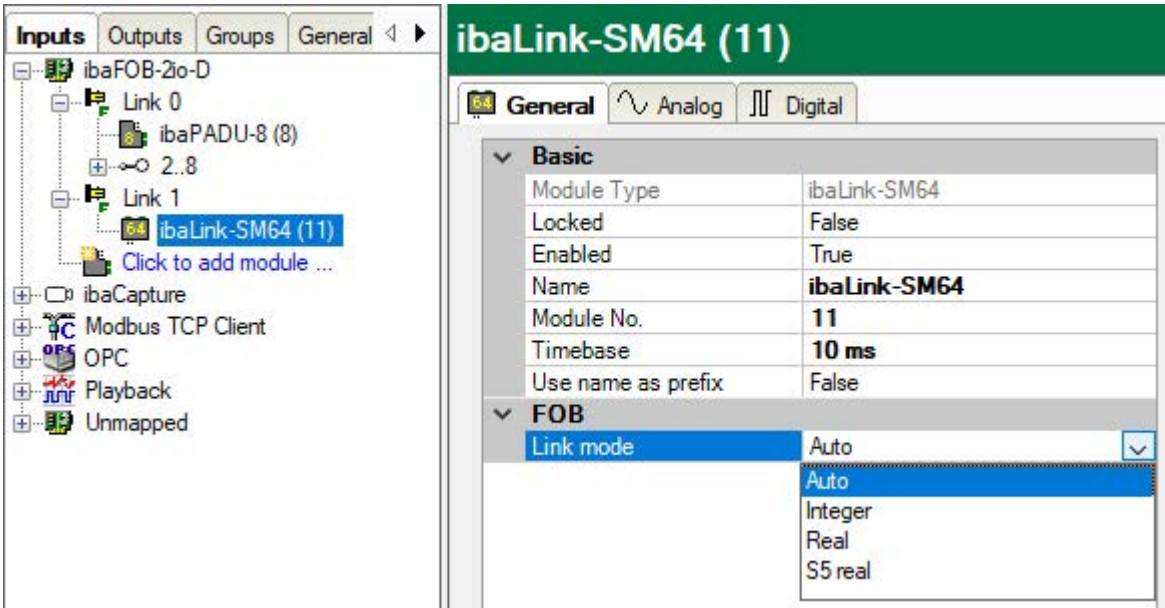 Inputs Outputs Groups General
ibaFOB-2io-D
Link 0
ibaPADU-8 (8)
2..8
Link 1
64 ibaLink-SM64 (11)
Click to add module ...
ibaCapture
Modbus TCP Client
OPC OPC
Playback
Unmapped
ibaLink-SM64 (11)
64 General Analog Digital
Basic
Module Type ibaLink-SM64
Locked False
Enabled True
Name ibaLink-SM64
Module No. 11
Timebase 10 ms
Use name as prefix False
FOB
Link mode Auto
Auto
Integer
Real
S5 real